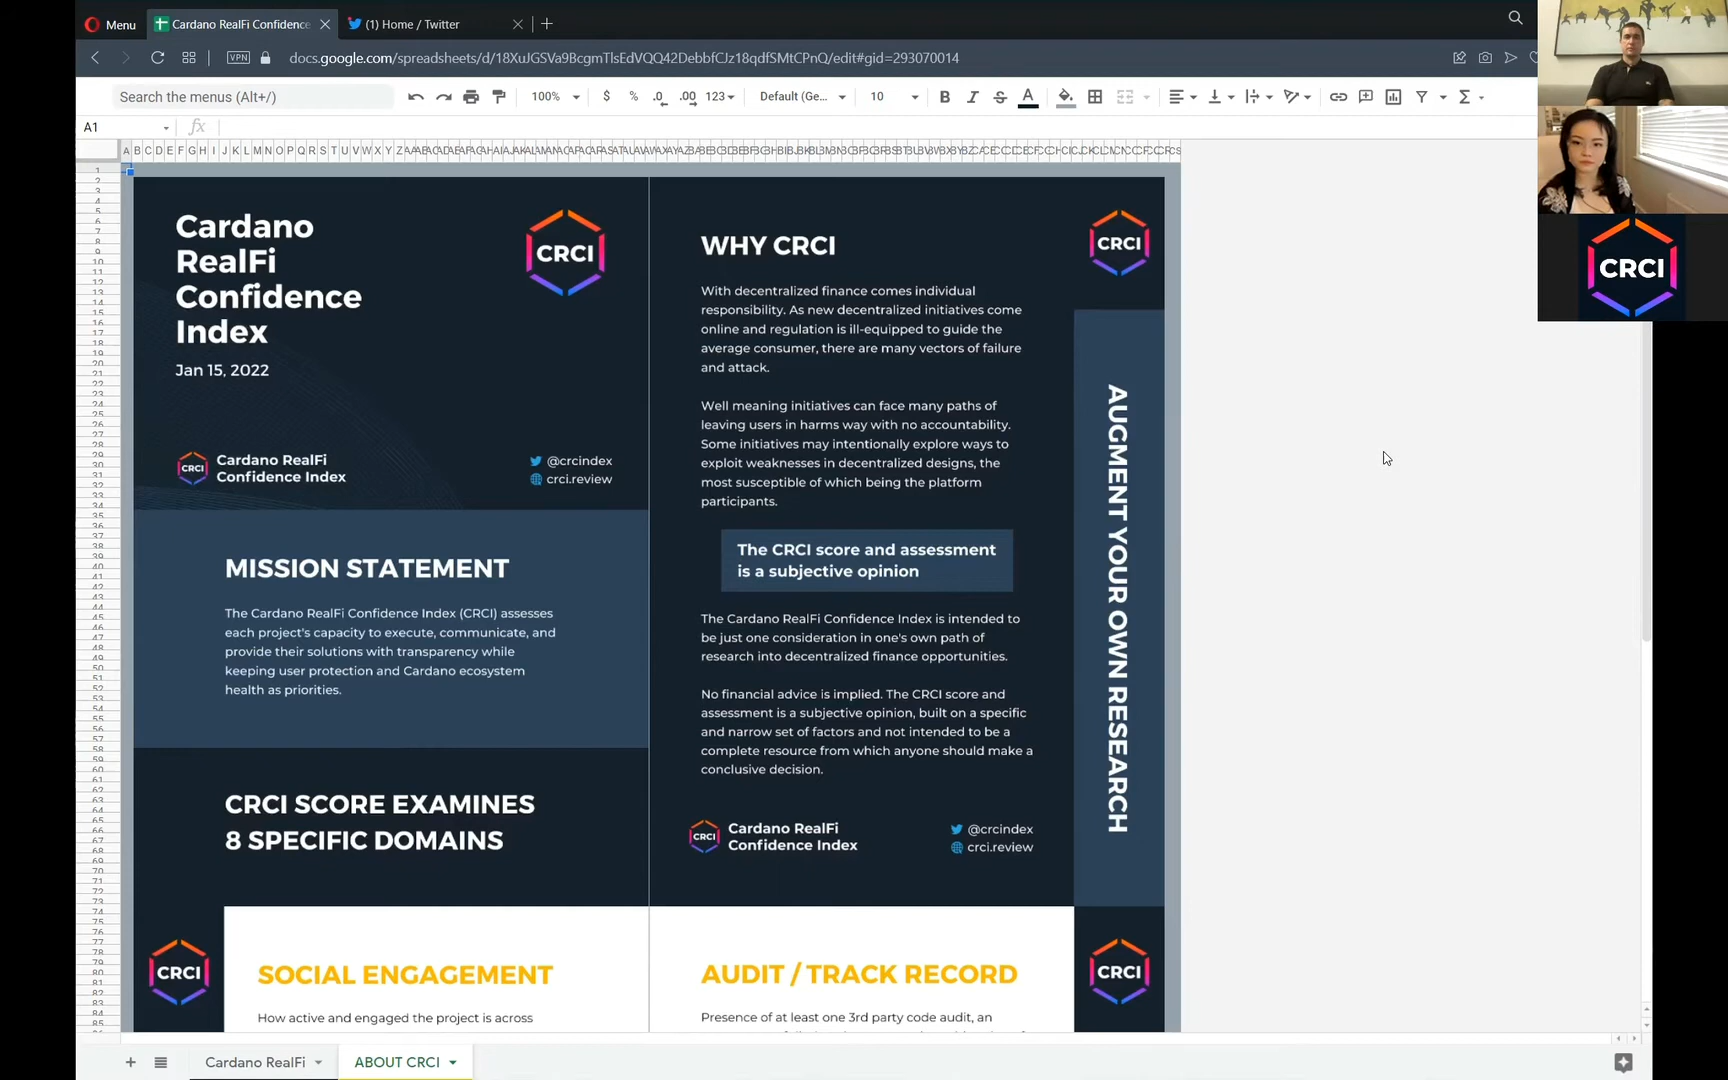 Menu
Cardano RealFi Confidence
(1) Home / Twitter
VPN
docs.google.com/spreadsheets/d/18XuJGSVa9BcgmTlsEdVQQ42DebbfCJz18qdfSMtCPnQ/edit#gid=293070014
Search the menus (Alt+/)
100%
$
%
.0
.00
123
Default (Ge...
10
B
I
S
A
Σ
A1
fx
Cardano
RealFi
Confidence
Index
Jan 15, 2022
CRCI
CRCI
Cardano RealFi
Confidence Index
@crcindex
crci.review
MISSION STATEMENT
The Cardano RealFi Confidence Index (CRCI) assesses
each project's capacity to execute, communicate, and
provide their solutions with transparency while
keeping user protection and Cardano ecosystem
health as priorities.
CRCI SCORE EXAMINES
8 SPECIFIC DOMAINS
CRCI
SOCIAL ENGAGEMENT
How active and engaged the project is across
WHY CRCI
CRCI
With decentralized finance comes individual
responsibility. As new decentralized initiatives come
online and regulation is ill-equipped to guide the
average consumer, there are many vectors of failure
and attack.
Well meaning initiatives can face many paths of
leaving users in harms way with no accountability.
Some initiatives may intentionally explore ways to
exploit weaknesses in decentralized designs, the
most susceptible of which being the platform
participants.
The CRCI score and assessment
is a subjective opinion
The Cardano RealFi Confidence Index is intended to
be just one consideration in one's own path of
research into decentralized finance opportunities.
No financial advice is implied. The CRCI score and
assessment is a subjective opinion, built on a specific
and narrow set of factors and not intended to be a
complete resource from which anyone should make a
conclusive decision.
CRCI
Cardano RealFi
Confidence Index
@crcindex
crci.review
AUGMENT YOUR OWN RESEARCH
AUDIT / TRACK RECORD
Presence of at least one 3rd party code audit, an
CRCI
CRCI
Cardano RealFi
ABOUT CRCI